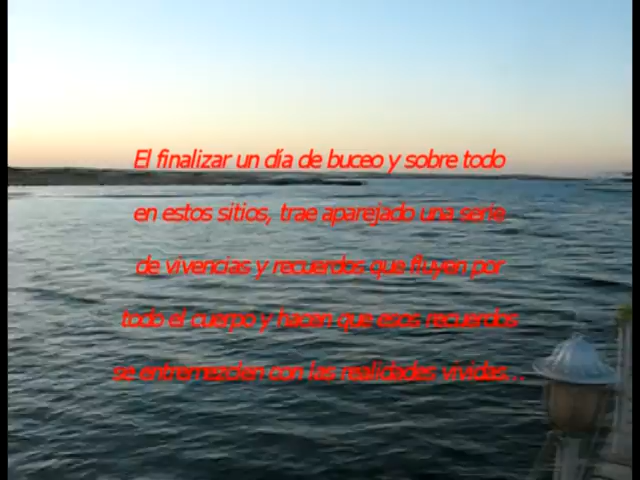 El finalizar un día de buceo y sobre todo
en estos sitios, trae aparejado una serie
de vivencias y recuerdos que fluyen por
todo el cuerpo y hacen que esos recuerdos
se entremezclen con las realidades vividas...